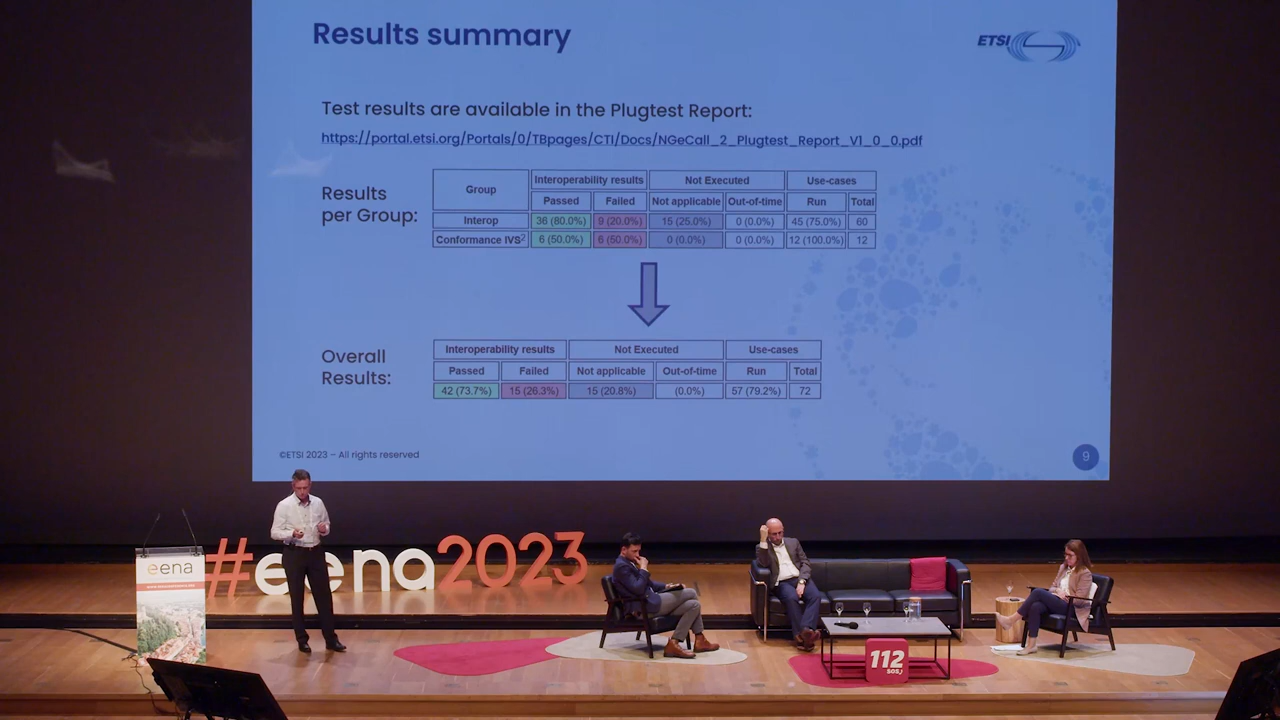 Results summary
ETSI
Test results are available in the Plugtest Report:
https://portal.etsi.org/Portals/0/TBpages/CTI/Docs/NGeCall_2_Plugtest_Report_V1_0_0.pdf
Results
per Group:
Group Interoperability results Not Executed Use-cases
Passed Failed Not applicable Out-of-time Run Total
Interop 36 (80.0%) 9 (20.0%) 15 (25.0%) 0 (0.0%) 45 (75.0%) 60
Conformance IVS2 6 (50.0%) 6 (50.0%) 0 (0.0%) 0 (0.0%) 12 (100.0%) 12
Overall
Results:
Interoperability results Not Executed Use-cases
Passed Failed Not applicable Out-of-time Run Total
42 (73.7%) 15 (26.3%) 15 (20.8%) (0.0%) 57 (79.2%) 72
©ETSI 2023 – All rights reserved
9
eena
#eena2023
112
SOS